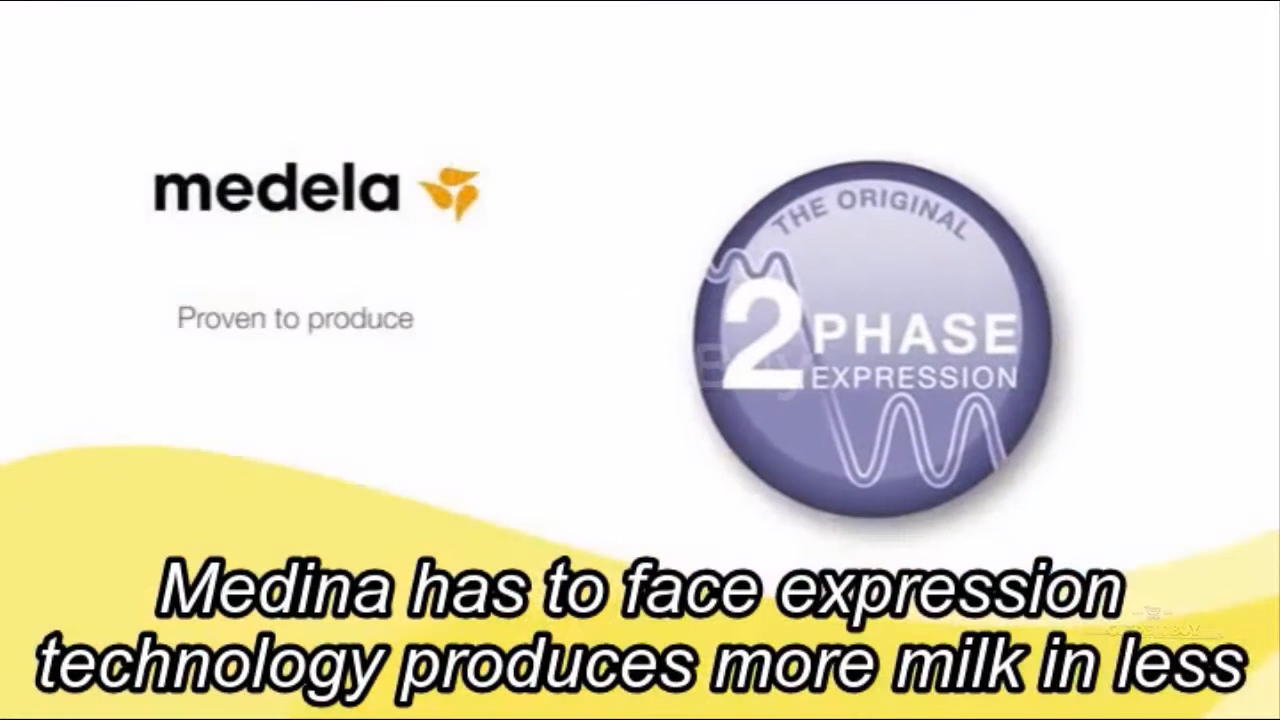 medela
Proven to produce
THE ORIGINAL
2 PHASE
EXPRESSION
Medina has to face expression
technology produces more milk in less